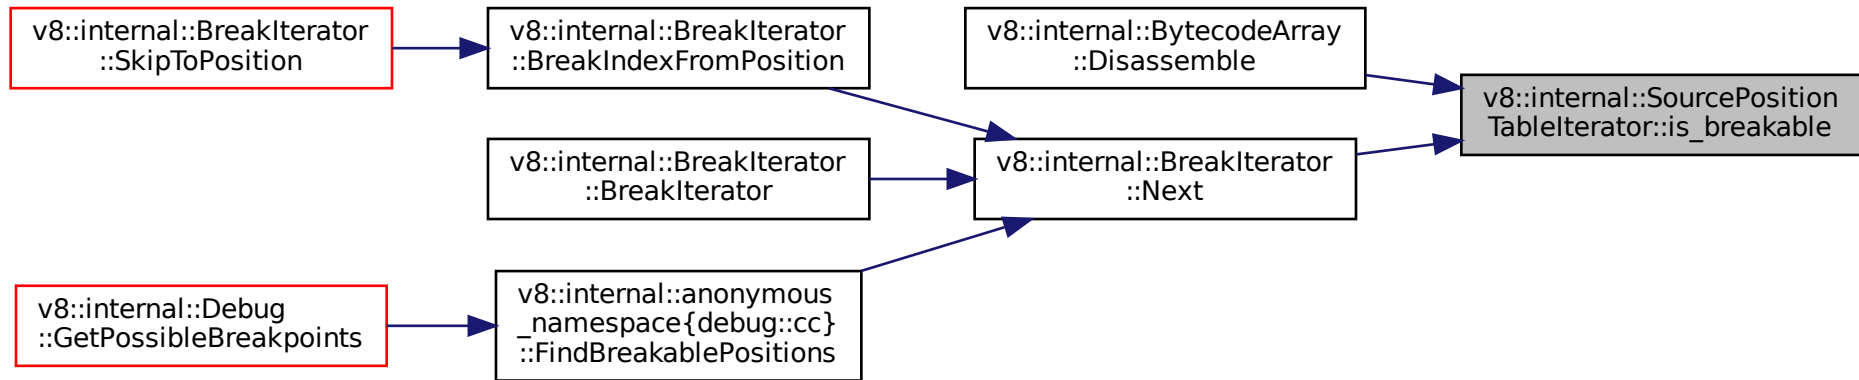 v8::internal::BreakIterator
::SkipToPosition
v8::internal::BreakIterator
::BreakIndexFromPosition
v8::internal::BytecodeArray
::Disassemble
v8::internal::SourcePosition
TableIterator::is_breakable
v8::internal::BreakIterator
::BreakIterator
v8::internal::BreakIterator
::Next
v8::internal::Debug
::GetPossibleBreakpoints
v8::internal::anonymous
_namespace{debug::cc}
::FindBreakablePositions